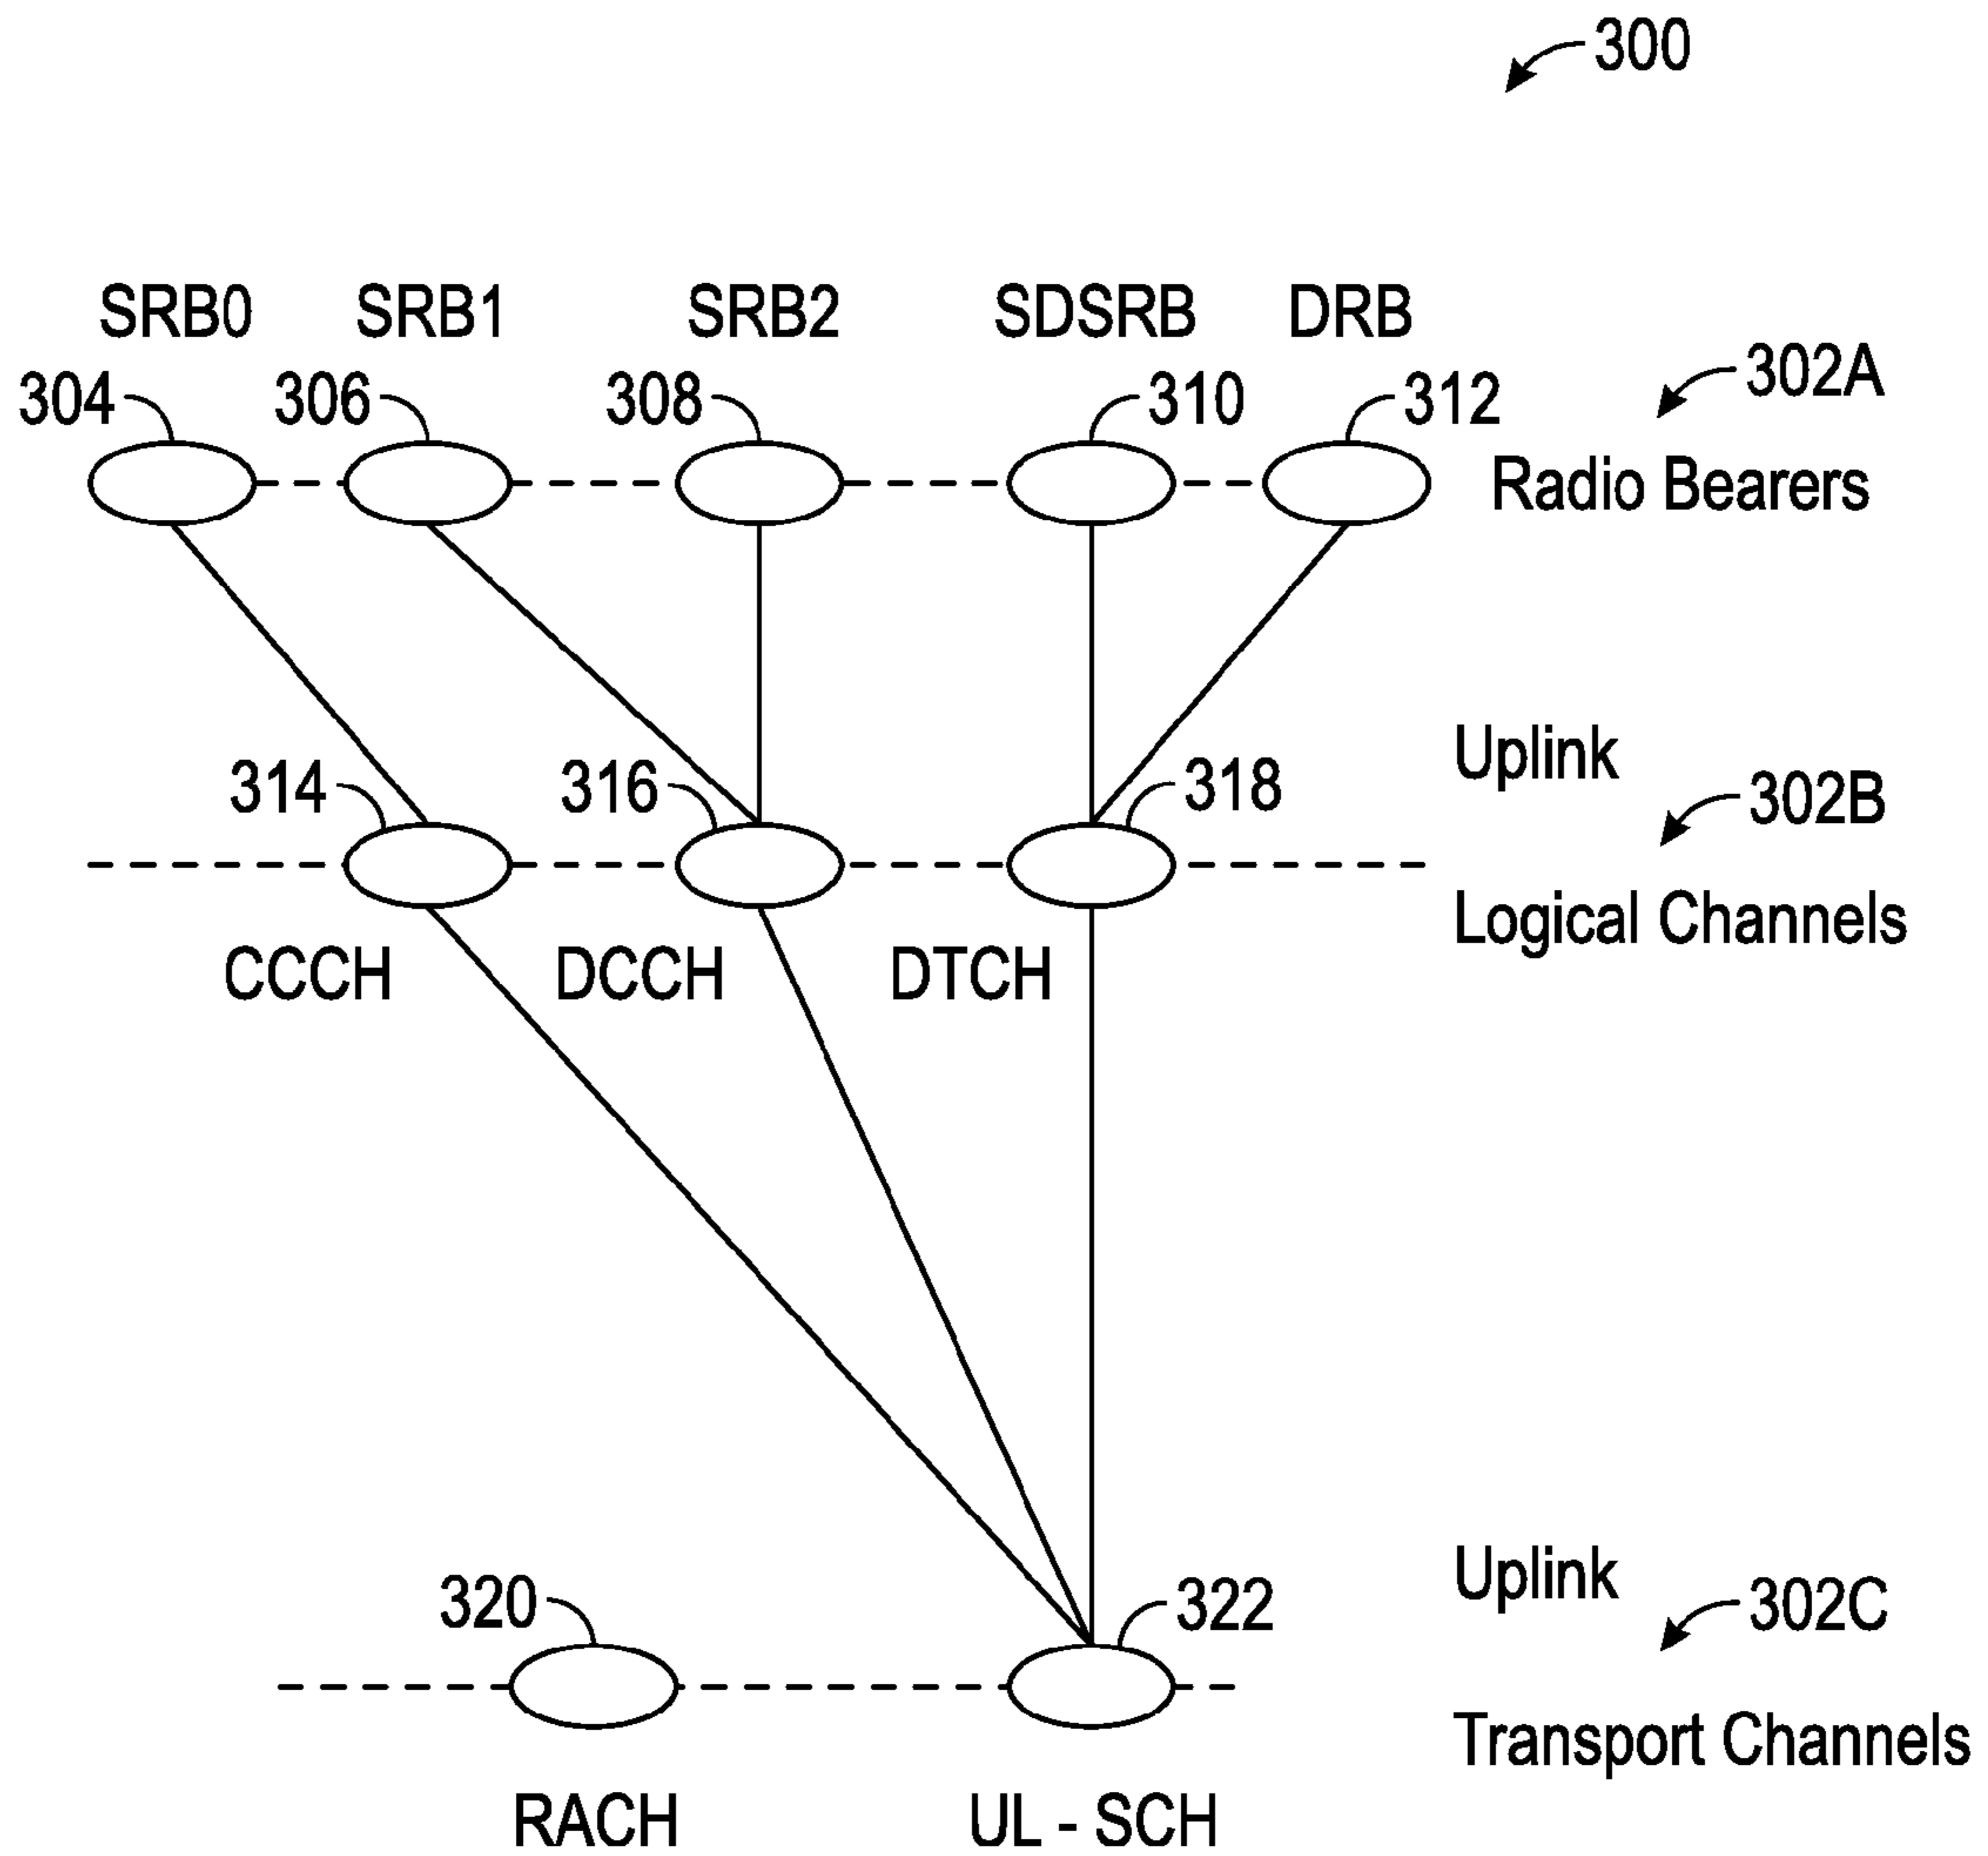 300
SRB0 SRB1 SRB2 SDSRB DRB
304 306 308 310 312 302A
Radio Bearers
Uplink
314 316 318 302B
Logical Channels
CCCH DCCH DTCH
Uplink
320 322 302C
Transport Channels
RACH UL - SCH